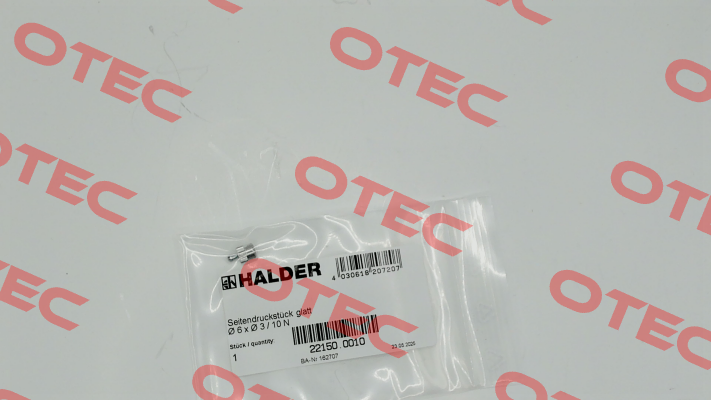 OTEC
OTEC
OTEC
OTEC
OTEC
OTEC
HALDER
4 030618 207207
Seitendruckstück glatt
Ø 6 x Ø 3 / 10 N
Stück / quantity
1
22150.0010
BA-Nr 162707
OTEC
OTEC
OTEC
OTEC